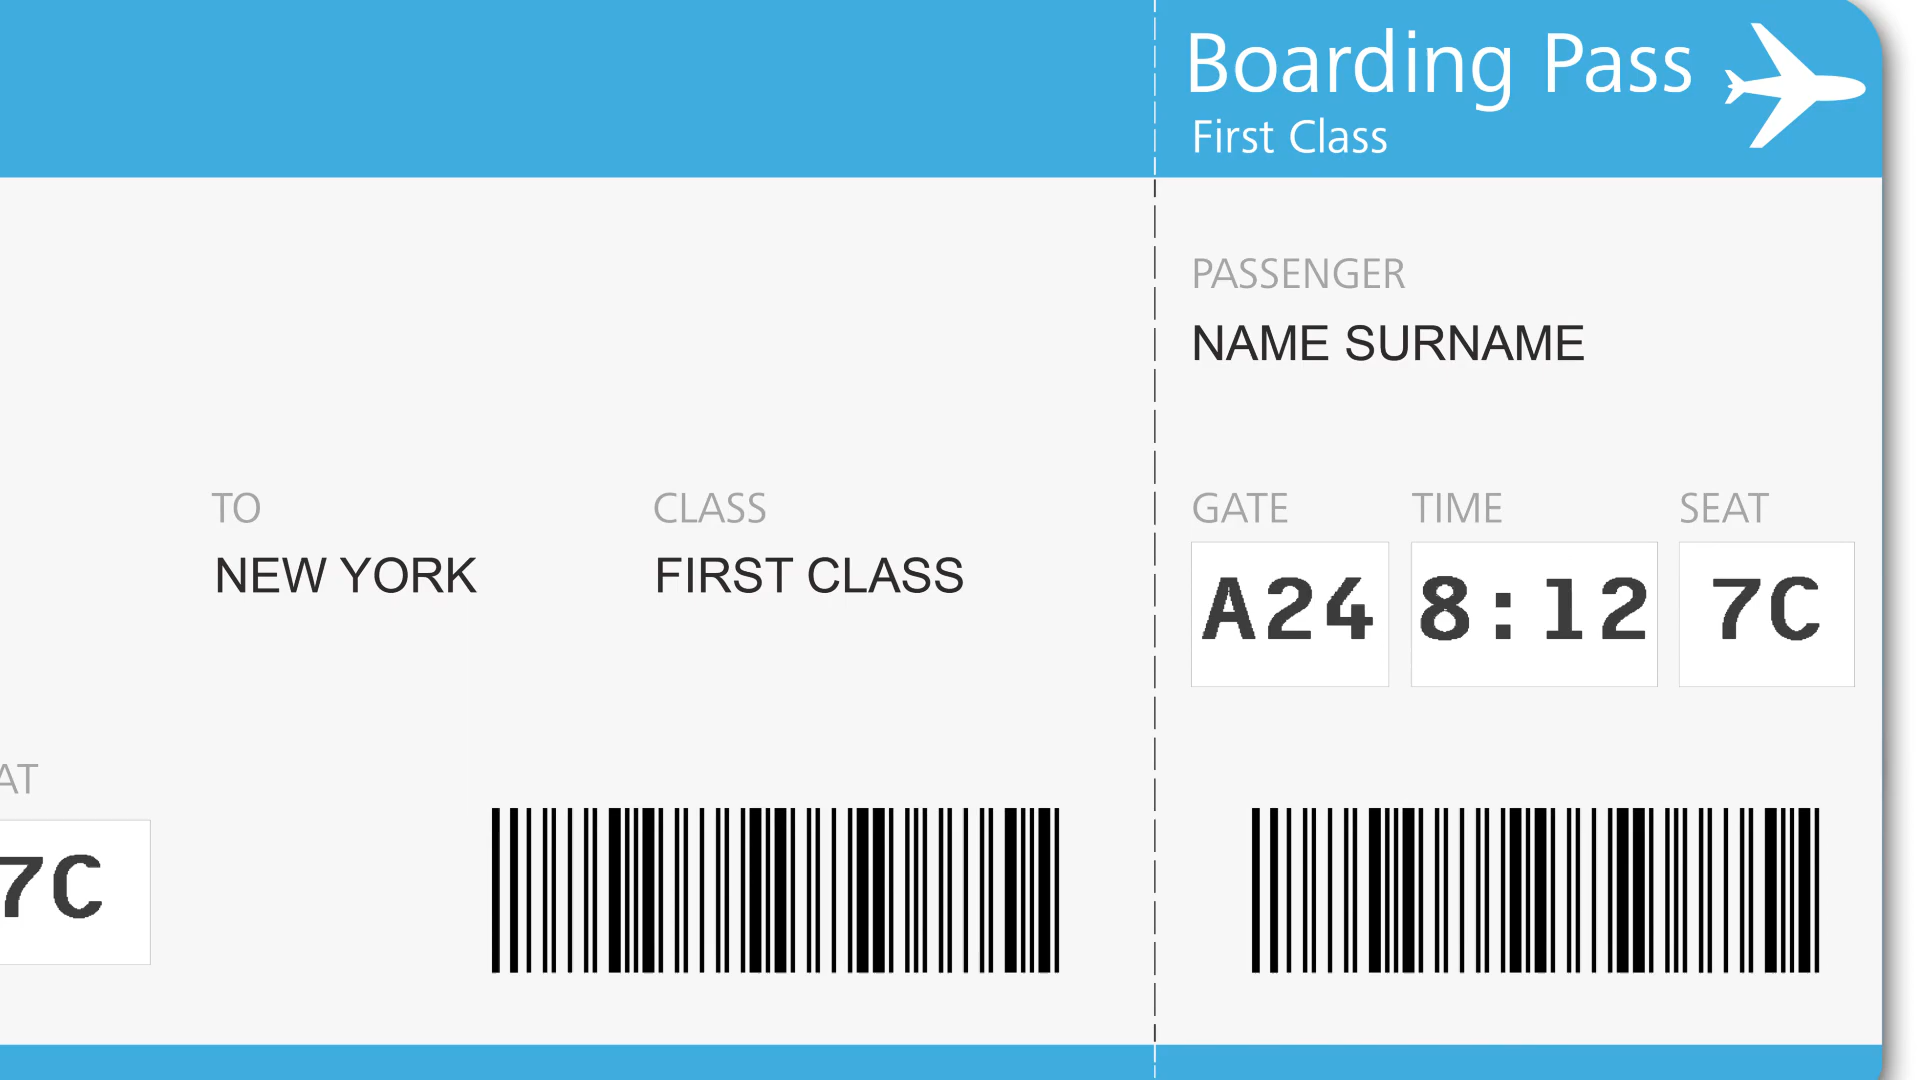 Boarding Pass
First Class
PASSENGER
NAME SURNAME
TO CLASS GATE TIME SEAT
NEW YORK FIRST CLASS
A24 8:12 7C
AT
7C